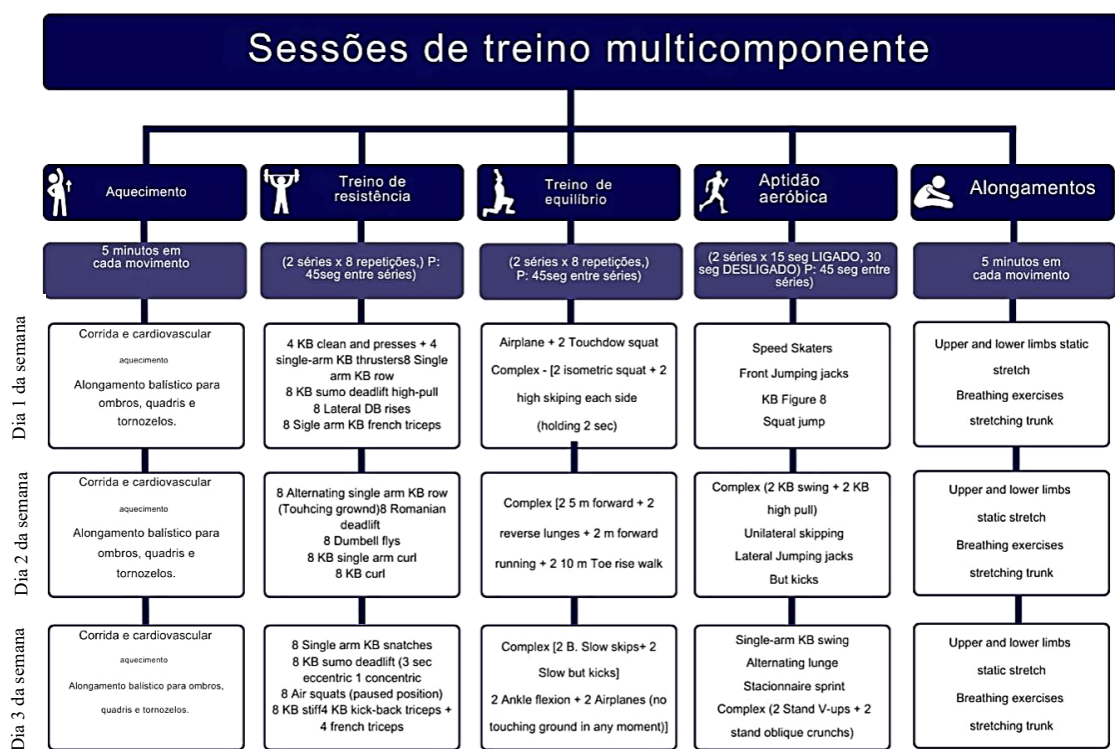 Sessões de treino multicomponente
Aquecimento
Treino de
resistência
Treino de
equilíbrio
Aptidão
aeróbica
Alongamentos
5 minutos em
cada movimento
(2 séries x 8 repetições,) P:
45seg entre séries)
(2 séries x 8 repetições,)
P: 45seg entre séries)
(2 séries x 15 seg LIGADO, 30
seg DESLIGADO) P: 45 seg entre
séries)
5 minutos em
cada movimento
Dia 1 da semana
Corrida e cardiovascular
aquecimento
Alongamento balístico para
ombros, quadris e
tornozelos.
4 KB clean and presses + 4
single-arm KB thrusters8 Single
arm KB row
8 KB sumo deadlift high-pull
8 Lateral DB rises
8 Sigle arm KB french triceps
Airplane + 2 Touchdow squat
Complex - [2 isometric squat + 2
high skiping each side
(holding 2 sec)
Speed Skaters
Front Jumping jacks
KB Figure 8
Squat jump
Upper and lower limbs static
stretch
Breathing exercises
stretching trunk
Dia 2 da semana
Corrida e cardiovascular
aquecimento
Alongamento balístico para
ombros, quadris e
tornozelos.
8 Alternating single arm KB row
(Touhcing grownd)8 Romanian
deadlift
8 Dumbell flys
8 KB single arm curl
8 KB curl
Complex [2 5 m forward + 2
reverse lunges + 2 m forward
running + 2 10 m Toe rise walk
Complex (2 KB swing + 2 KB
high pull)
Unilateral skipping
Lateral Jumping jacks
But kicks
Upper and lower limbs
static stretch
Breathing exercises
stretching trunk
Dia 3 da semana
Corrida e cardiovascular
aquecimento
Alongamento balístico para ombros,
quadris e tornozelos.
8 Single arm KB snatches
8 KB sumo deadlift (3 sec
eccentric 1 concentric
8 Air squats (paused position)
8 KB stiff4 KB kick-back triceps +
4 french triceps
Complex [2 B. Slow skips+ 2
Slow but kicks]
2 Ankle flexion + 2 Airplanes (no
touching ground in any moment)]
Single-arm KB swing
Alternating lunge
Stacionnaire sprint
Complex (2 Stand V-ups + 2
stand oblique crunchs)
Upper and lower limbs
static stretch
Breathing exercises
stretching trunk